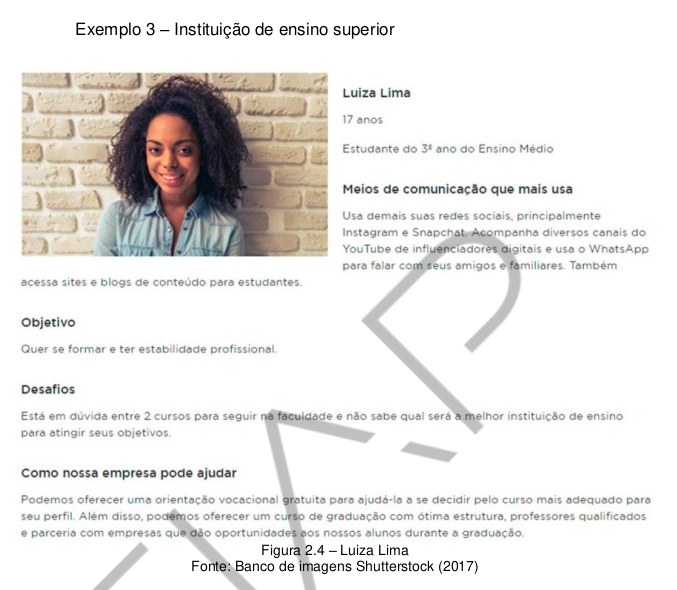 Exemplo 3 – Instituição de ensino superior
Luiza Lima
17 anos
Estudante do 3º ano do Ensino Médio
Meios de comunicação que mais usa
Usa demais suas redes sociais, principalmente
Instagram e Snapchat. Acompanha diversos canais do
YouTube de influenciadores digitais e usa o WhatsApp
para falar com seus amigos e familiares. Também
acessa sites e blogs de conteúdo para estudantes.
Objetivo
Quer se formar e ter estabilidade profissional.
Desafios
Está em dúvida entre 2 cursos para seguir na faculdade e não sabe qual será a melhor instituição de ensino
para atingir seus objetivos.
Como nossa empresa pode ajudar
Podemos oferecer uma orientação vocacional gratuita para ajudá-la a se decidir pelo curso mais adequado para
seu perfil. Além disso, podemos oferecer um curso de graduação com ótima estrutura, professores qualificados
e parceria com empresas que dão oportunidades aos nossos alunos durante a graduação.
Figura 2.4 – Luiza Lima
Fonte: Banco de imagens Shutterstock (2017)